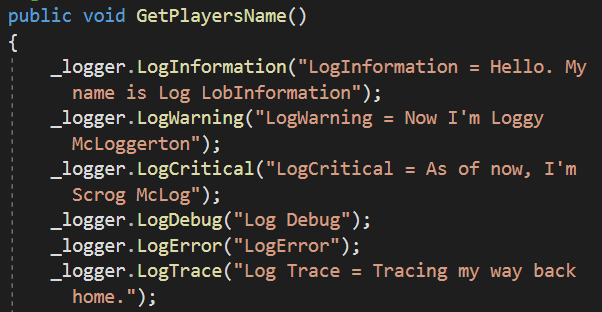 public void GetPlayersName()
{
_logger.LogInformation("LogInformation = Hello. My
name is Log LobInformation");
_logger.LogWarning("LogWarning = Now I'm Loggy
McLoggerton");
_logger.LogCritical("LogCritical = As of now, I'm
Scrog McLog");
_logger.LogDebug("Log Debug");
_logger.LogError("LogError");
_logger.LogTrace("Log Trace = Tracing my way back
home.");